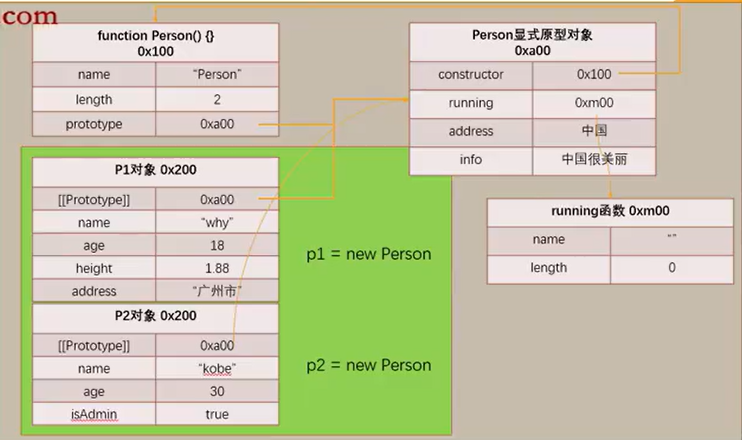 .com
function Person() {}
0x100
name “Person”
length 2
prototype 0xa00
Person显式原型对象
0xa00
constructor 0x100
running 0xm00
address 中国
info 中国很美丽
P1对象 0x200
[[Prototype]] 0xa00
name “why”
age 18
height 1.88
address “广州市”
p1 = new Person
running函数 0xm00
name “”
length 0
P2对象 0x200
[[Prototype]] 0xa00
name “kobe”
age 30
isAdmin true
p2 = new Person